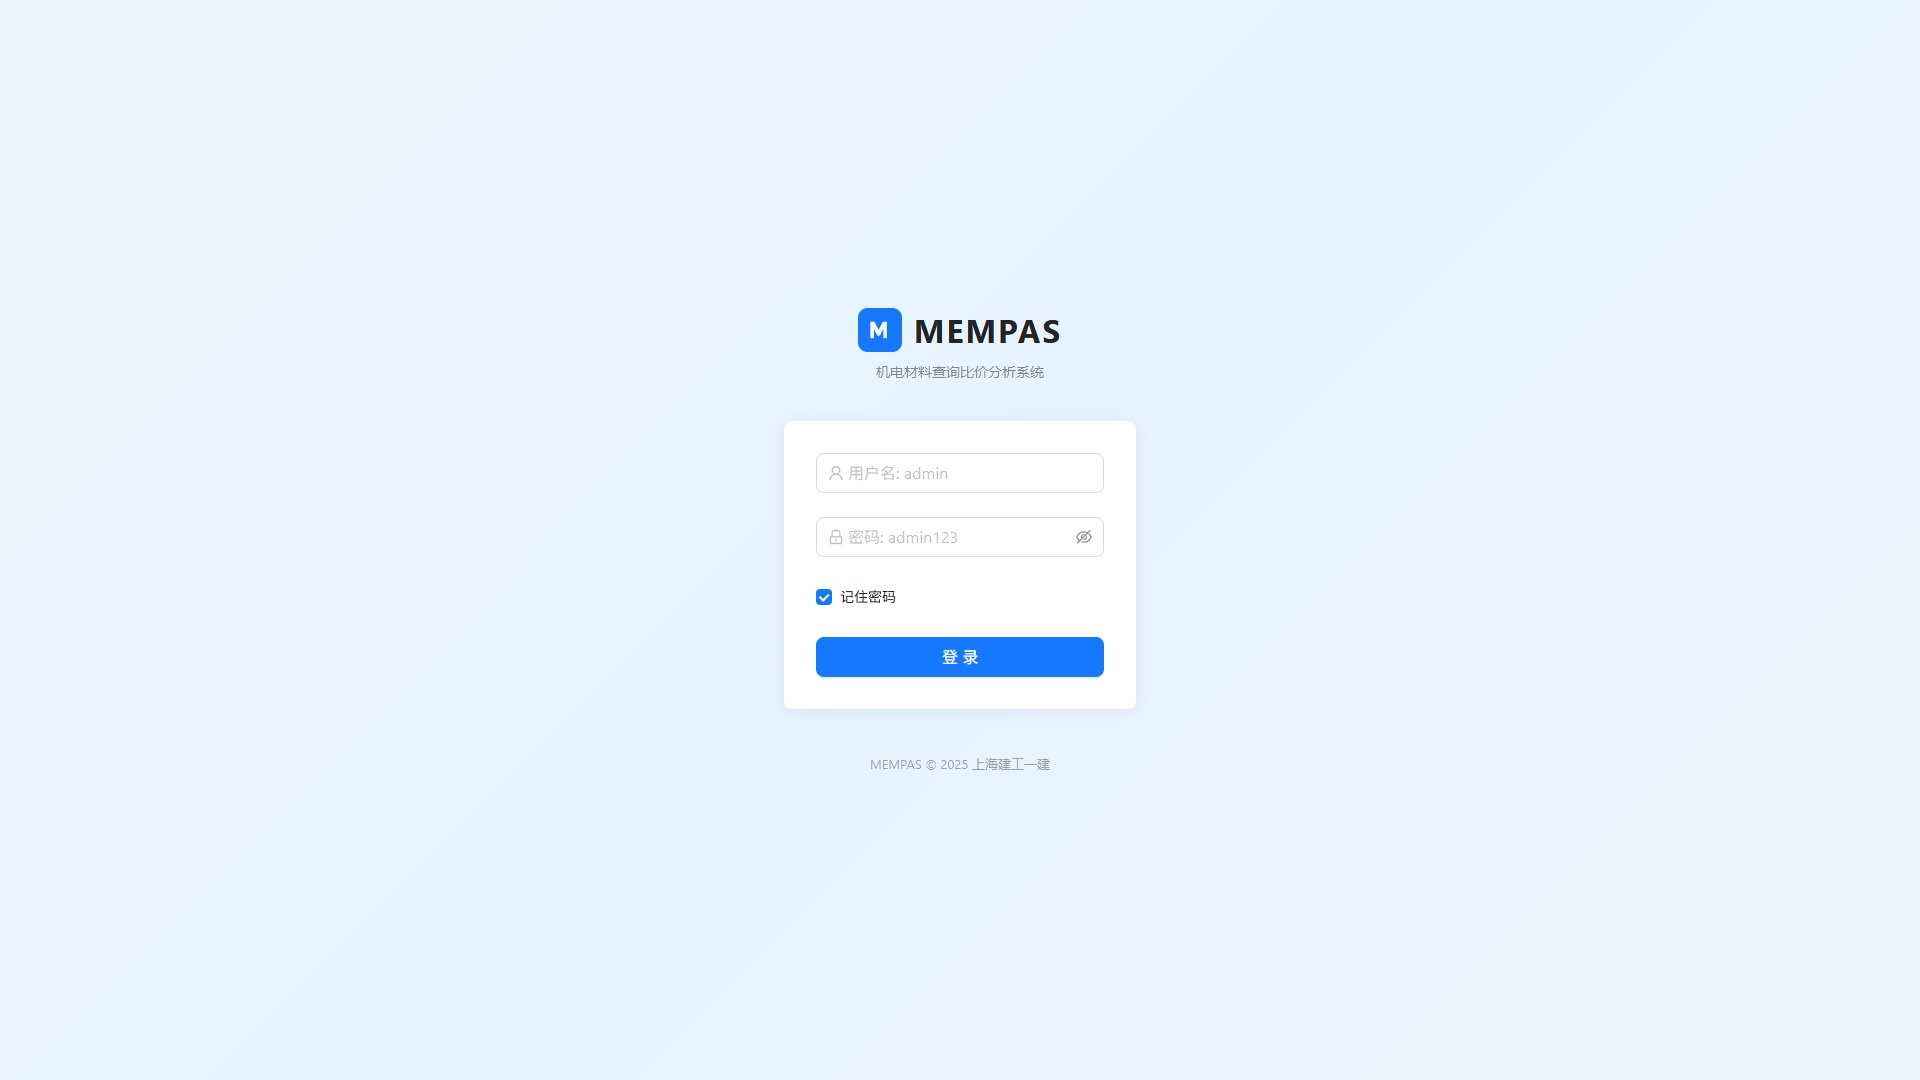 M MEMPAS
机电材料查询比价分析系统
用户名: admin
密码: admin123
记住密码
登 录
MEMPAS © 2025 上海建工一建